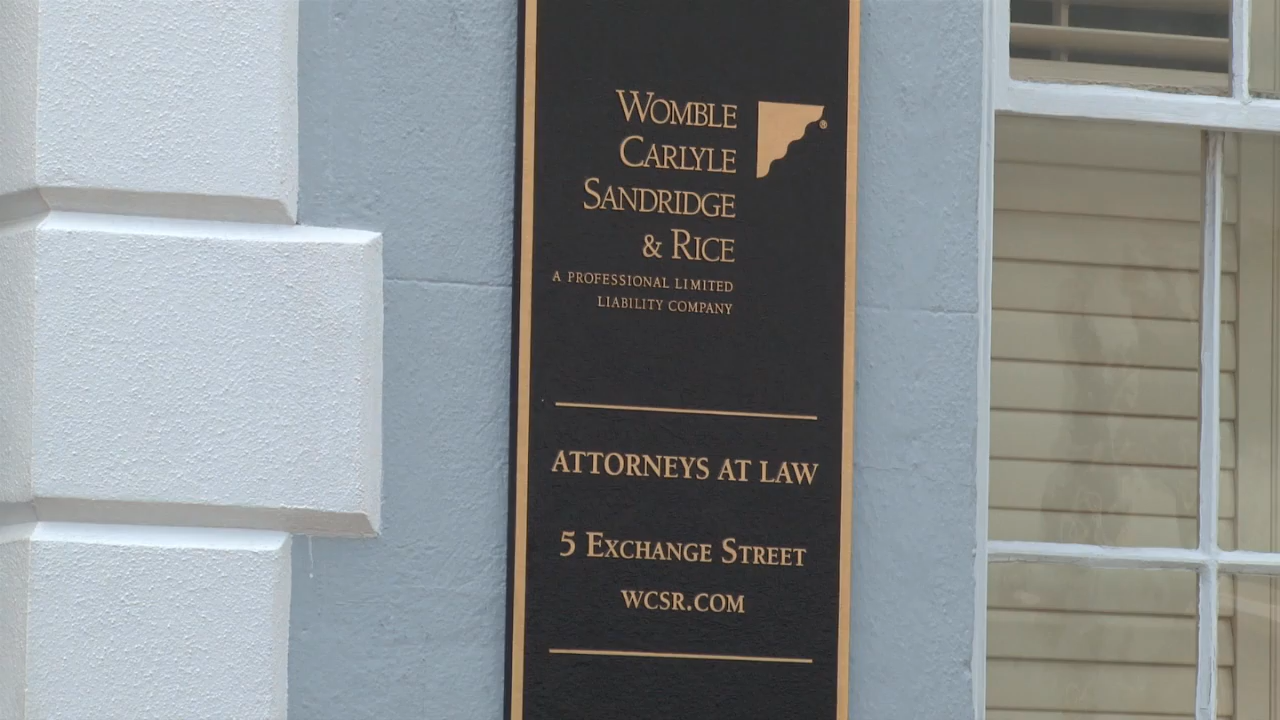 WOMBLE
CARLYLE
SANDRIDGE
& RICE
®
A PROFESSIONAL LIMITED
LIABILITY COMPANY
ATTORNEYS AT LAW
5 EXCHANGE STREET
WCSR.COM